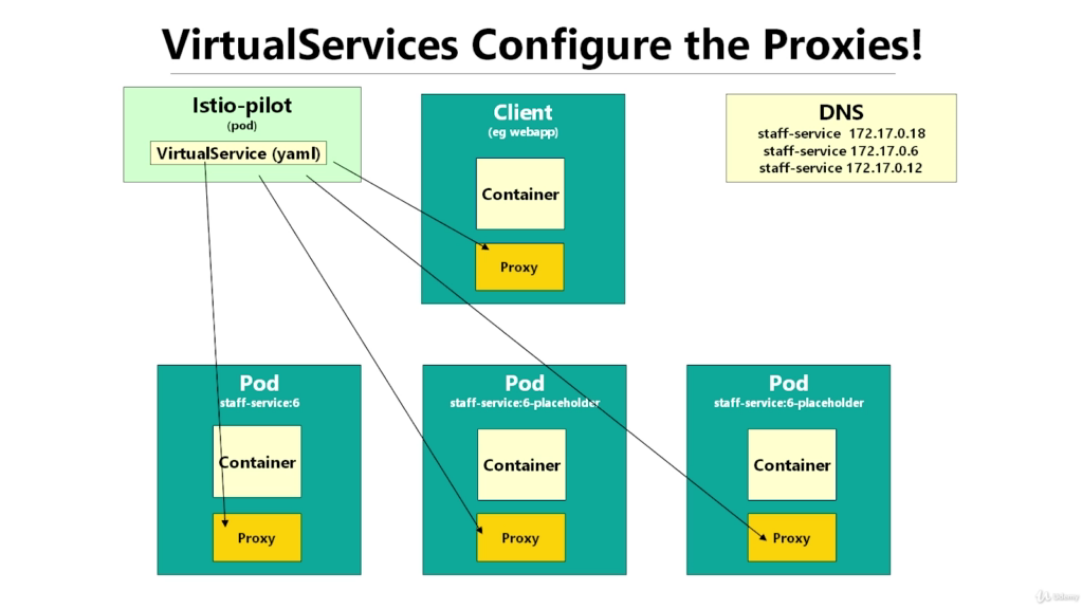 VirtualServices Configure the Proxies!
Istio-pilot
(pod)
VirtualService (yaml)
Client
(eg webapp)
Container
Proxy
DNS
staff-service 172.17.0.18
staff-service 172.17.0.6
staff-service 172.17.0.12
Pod
staff-service:6
Container
Proxy
Pod
staff-service:6-placeholder
Container
Proxy
Pod
staff-service:6-placeholder
Container
Proxy
Udemy